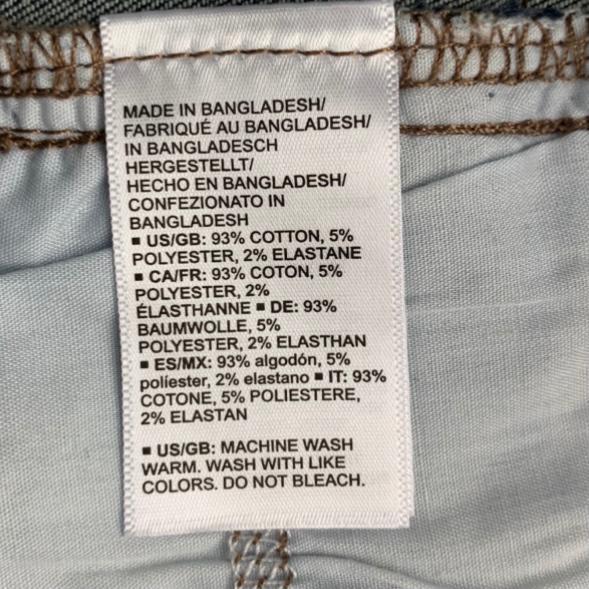 MADE IN BANGLADESH/
FABRIQUÉ AU BANGLADESH/
IN BANGLADESCH
HERGESTELLT/
HECHO EN BANGLADESH/
CONFEZIONATO IN
BANGLADESH
▪ US/GB: 93% COTTON, 5%
POLYESTER, 2% ELASTANE
▪ CA/FR: 93% COTON, 5%
POLYESTER, 2%
ÉLASTHANNE ▪ DE: 93%
BAUMWOLLE, 5%
POLYESTER, 2% ELASTHAN
▪ ES/MX: 93% algodón, 5%
políester, 2% elastano ▪ IT: 93%
COTONE, 5% POLIESTERE,
2% ELASTAN
▪ US/GB: MACHINE WASH
WARM. WASH WITH LIKE
COLORS. DO NOT BLEACH.